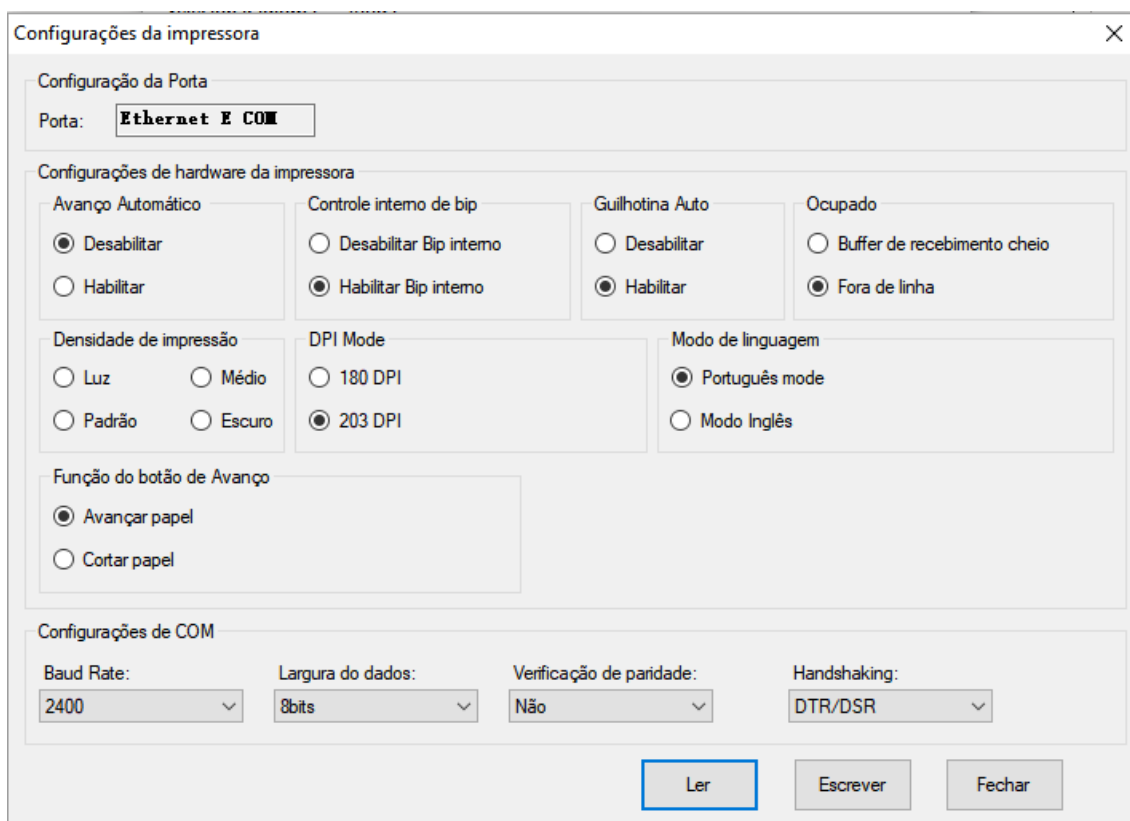 Configurações da impressora
Configuração da Porta
Porta: Ethernet E COM
Configurações de hardware da impressora
Avanço Automático
Desabilitar
Habilitar
Controle interno de bip
Desabilitar Bip interno
Habilitar Bip interno
Guilhotina Auto
Desabilitar
Habilitar
Ocupado
Buffer de recebimento cheio
Fora de linha
Densidade de impressão
Luz Médio
Padrão Escuro
DPI Mode
180 DPI
203 DPI
Modo de linguagem
Português mode
Modo Inglês
Função do botão de Avanço
Avançar papel
Cortar papel
Configurações de COM
Baud Rate:
2400
Largura do dados:
8bits
Verificação de paridade:
Não
Handshaking:
DTR/DSR
Ler Escrever Fechar